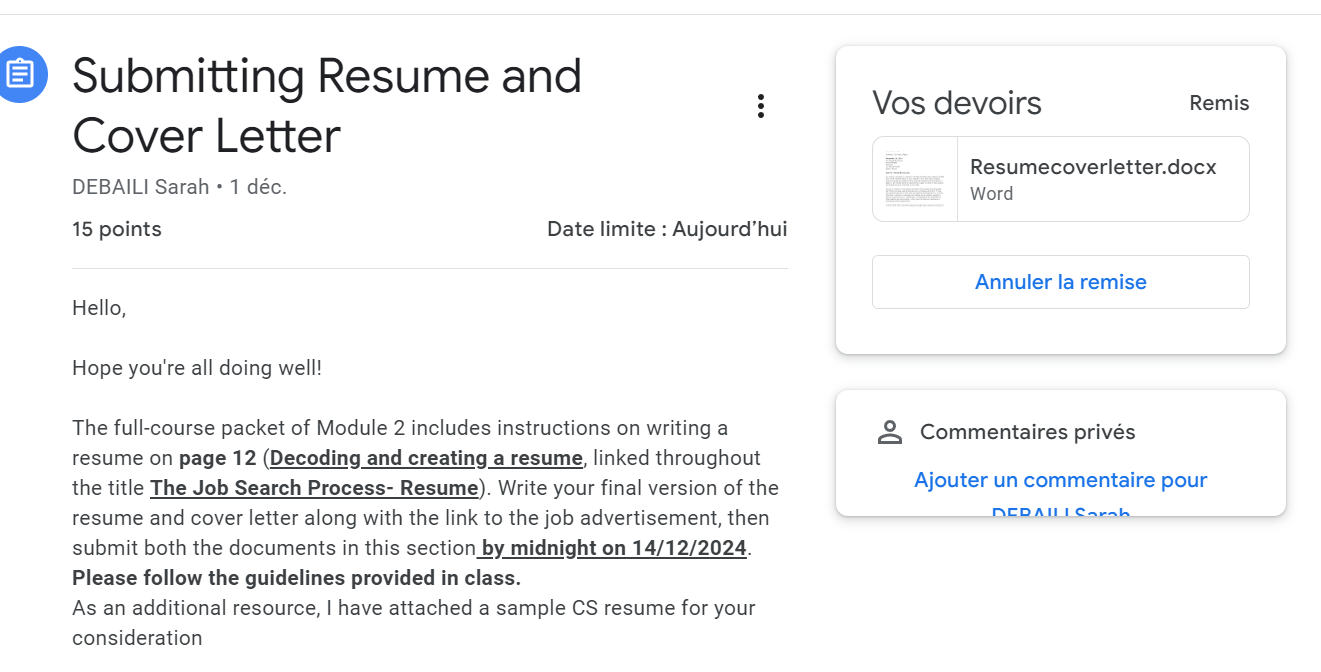 Submitting Resume and
Cover Letter
DEBAILI Sarah • 1 déc.
15 points
Date limite : Aujourd’hui
Hello,
Hope you're all doing well!
The full-course packet of Module 2 includes instructions on writing a
resume on page 12 (Decoding and creating a resume, linked throughout
the title The Job Search Process- Resume). Write your final version of the
resume and cover letter along with the link to the job advertisement, then
submit both the documents in this section by midnight on 14/12/2024.
Please follow the guidelines provided in class.
As an additional resource, I have attached a sample CS resume for your
consideration
Vos devoirs
Remis
Resumecoverletter.docx
Word
Annuler la remise
Commentaires privés
Ajouter un commentaire pour
DEBAILI Sarah